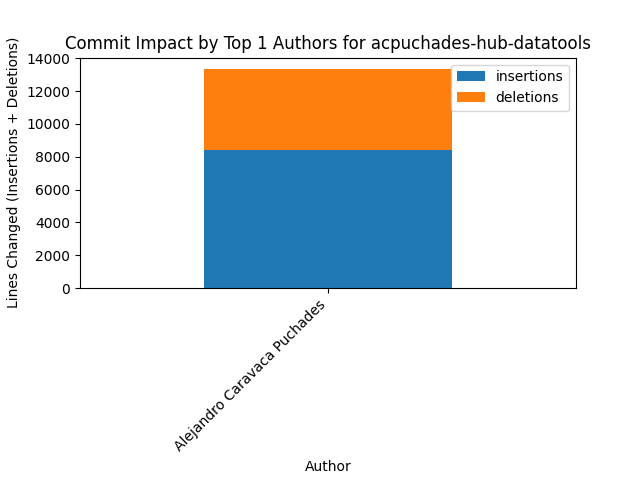 Commit Impact by Top 1 Authors for acpuchades-hub-datatools
Lines Changed (Insertions + Deletions)
14000
12000
10000
8000
6000
4000
2000
0
insertions
deletions
Alejandro Caravaca Puchades
Author